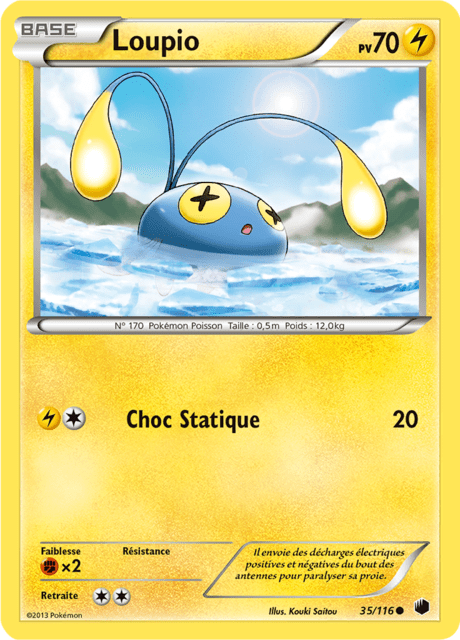 BASE
Loupio
PV70
Nº 170 Pokémon Poisson Taille : 0,5m Poids : 12,0kg
Choc Statique 20
Faiblesse Résistance
×2
Il envoie des décharges électriques
positives et négatives du bout des
antennes pour paralyser sa proie.
Retraite
©2013 Pokémon
Illus. Kouki Saitou 35/116